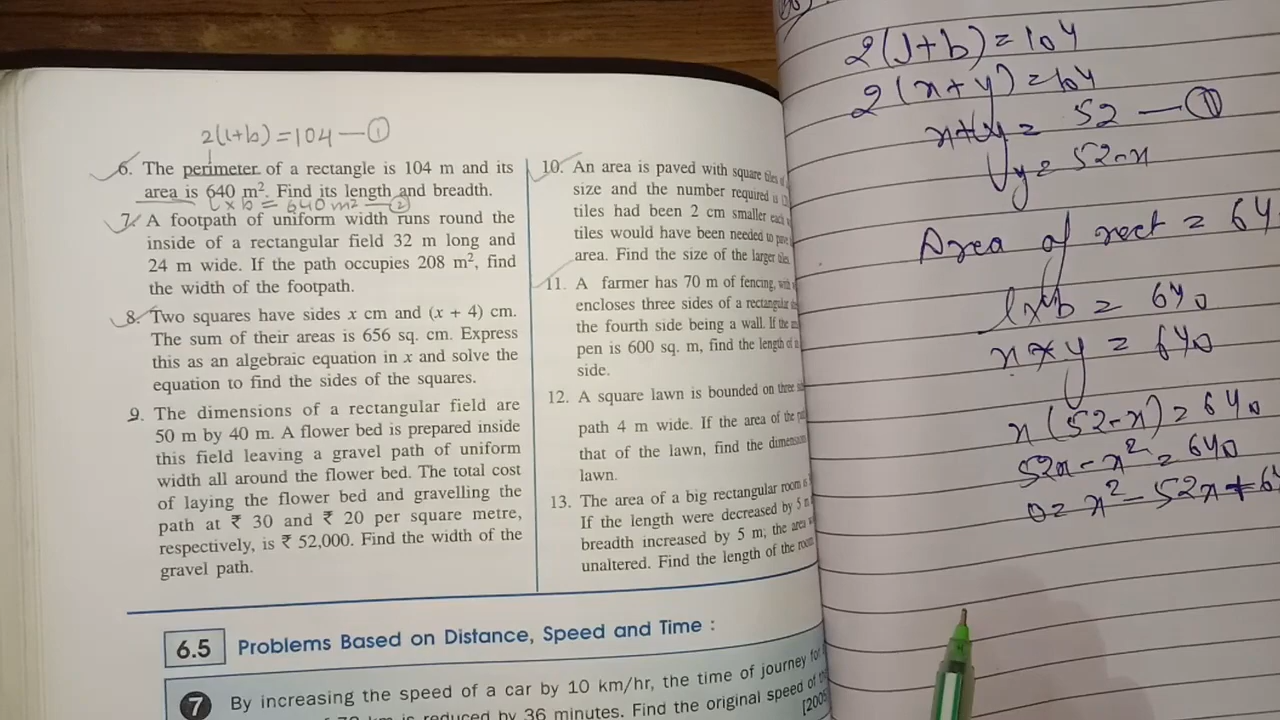 2(l+b)=104—①
6. The perimeter of a rectangle is 104 m and its
area is 640 m². Find its length and breadth.
l×b = 640 m² —②
7. A footpath of uniform width runs round the
inside of a rectangular field 32 m long and
24 m wide. If the path occupies 208 m², find
the width of the footpath.
8. Two squares have sides x cm and (x + 4) cm.
The sum of their areas is 656 sq. cm. Express
this as an algebraic equation in x and solve the
equation to find the sides of the squares.
9. The dimensions of a rectangular field are
50 m by 40 m. A flower bed is prepared inside
this field leaving a gravel path of uniform
width all around the flower bed. The total cost
of laying the flower bed and gravelling the
path at ₹ 30 and ₹ 20 per square metre,
respectively, is ₹ 52,000. Find the width of the
gravel path.
10. An area is paved with square tiles of
size and the number required is
tiles had been 2 cm smaller each
tiles would have been needed to pave
area. Find the size of the larger tiles.
11. A farmer has 70 m of fencing, with
encloses three sides of a rectangular
the fourth side being a wall. If the
pen is 600 sq. m, find the length of
side.
12. A square lawn is bounded on three
path 4 m wide. If the area of the
that of the lawn, find the dimension
lawn.
13. The area of a big rectangular room is
If the length were decreased by 5 m
breadth increased by 5 m; the area
unaltered. Find the length of the room
6.5 Problems Based on Distance, Speed and Time :
7 By increasing the speed of a car by 10 km/hr, the time of journey for
km is reduced by 36 minutes. Find the original speed of
[200
2(l+b)=104
2(x+y)=104
x+y= 52 —①
y=52-x
Area of rect = 64
l×b = 640
x×y = 640
x(52-x)=640
52x-x²=640
0=x²-52x+64